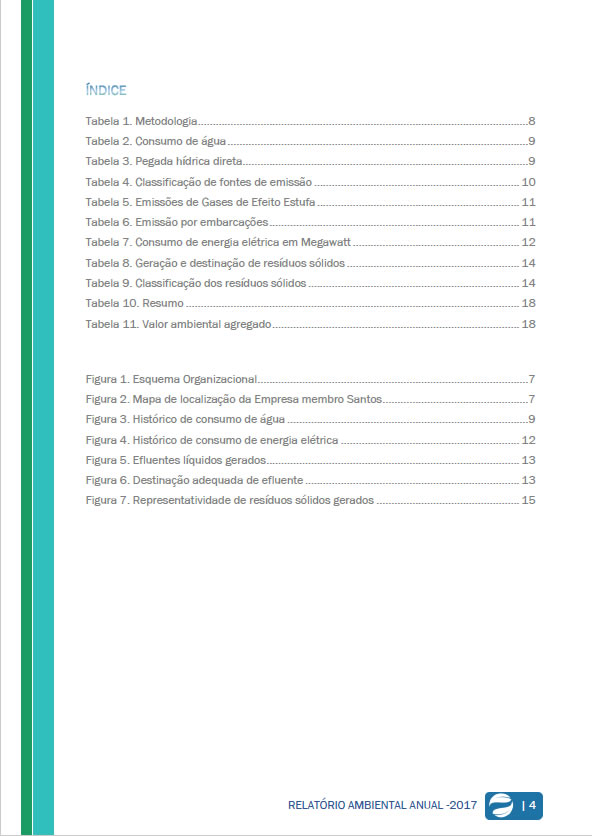 ÍNDICE
Tabela 1. Metodologia........................................................................8
Tabela 2. Consumo de água........................................................................9
Tabela 3. Pegada hídrica direta........................................................................9
Tabela 4. Classificação de fontes de emissão........................................................................10
Tabela 5. Emissões de Gases de Efeito Estufa........................................................................11
Tabela 6. Emissão por embarcações........................................................................11
Tabela 7. Consumo de energia elétrica em Megawatt........................................................................12
Tabela 8. Geração e destinação de resíduos sólidos........................................................................14
Tabela 9. Classificação dos resíduos sólidos........................................................................14
Tabela 10. Resumo........................................................................18
Tabela 11. Valor ambiental agregado........................................................................18
Figura 1. Esquema Organizacional........................................................................7
Figura 2. Mapa de localização da Empresa membro Santos........................................................................7
Figura 3. Histórico de consumo de água........................................................................9
Figura 4. Histórico de consumo de energia elétrica........................................................................12
Figura 5. Efluentes líquidos gerados........................................................................13
Figura 6. Destinação adequada de efluente........................................................................13
Figura 7. Representatividade de resíduos sólidos gerados........................................................................15
RELATÓRIO AMBIENTAL ANUAL -2017 | 4